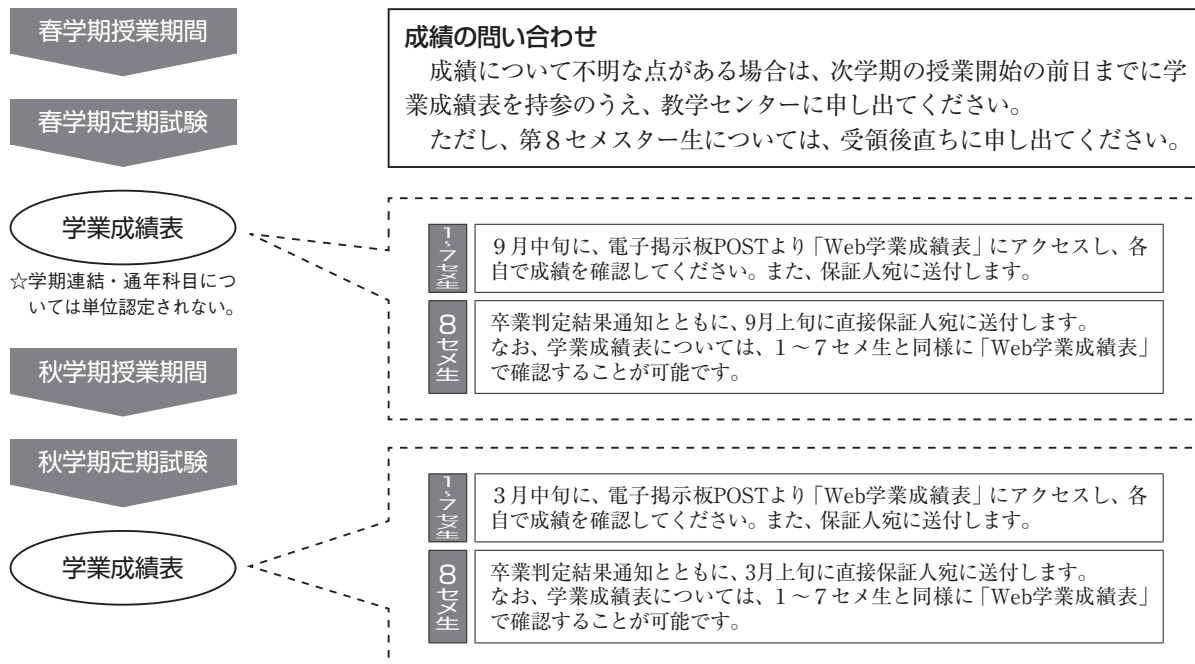 春学期授業期間
春学期定期試験
学業成績表
☆学期連結・通年科目につ
いては単位認定されない。
秋学期授業期間
秋学期定期試験
学業成績表
成績の問い合わせ
成績について不明な点がある場合は、次学期の授業開始の前日までに学
業成績表を持参のうえ、教学センターに申し出てください。
ただし、第8セメスター生については、受領後直ちに申し出てください。
1~7セメ生
9月中旬に、電子掲示板POSTより「Web学業成績表」にアクセスし、各
自で成績を確認してください。また、保証人宛に送付します。
8セメ生
卒業判定結果通知とともに、9月上旬に直接保証人宛に送付します。
なお、学業成績表については、1～7セメ生と同様に「Web学業成績表」
で確認することが可能です。
1~7セメ生
3月中旬に、電子掲示板POSTより「Web学業成績表」にアクセスし、各
自で成績を確認してください。また、保証人宛に送付します。
8セメ生
卒業判定結果通知とともに、3月上旬に直接保証人宛に送付します。
なお、学業成績表については、1～7セメ生と同様に「Web学業成績表」
で確認することが可能です。